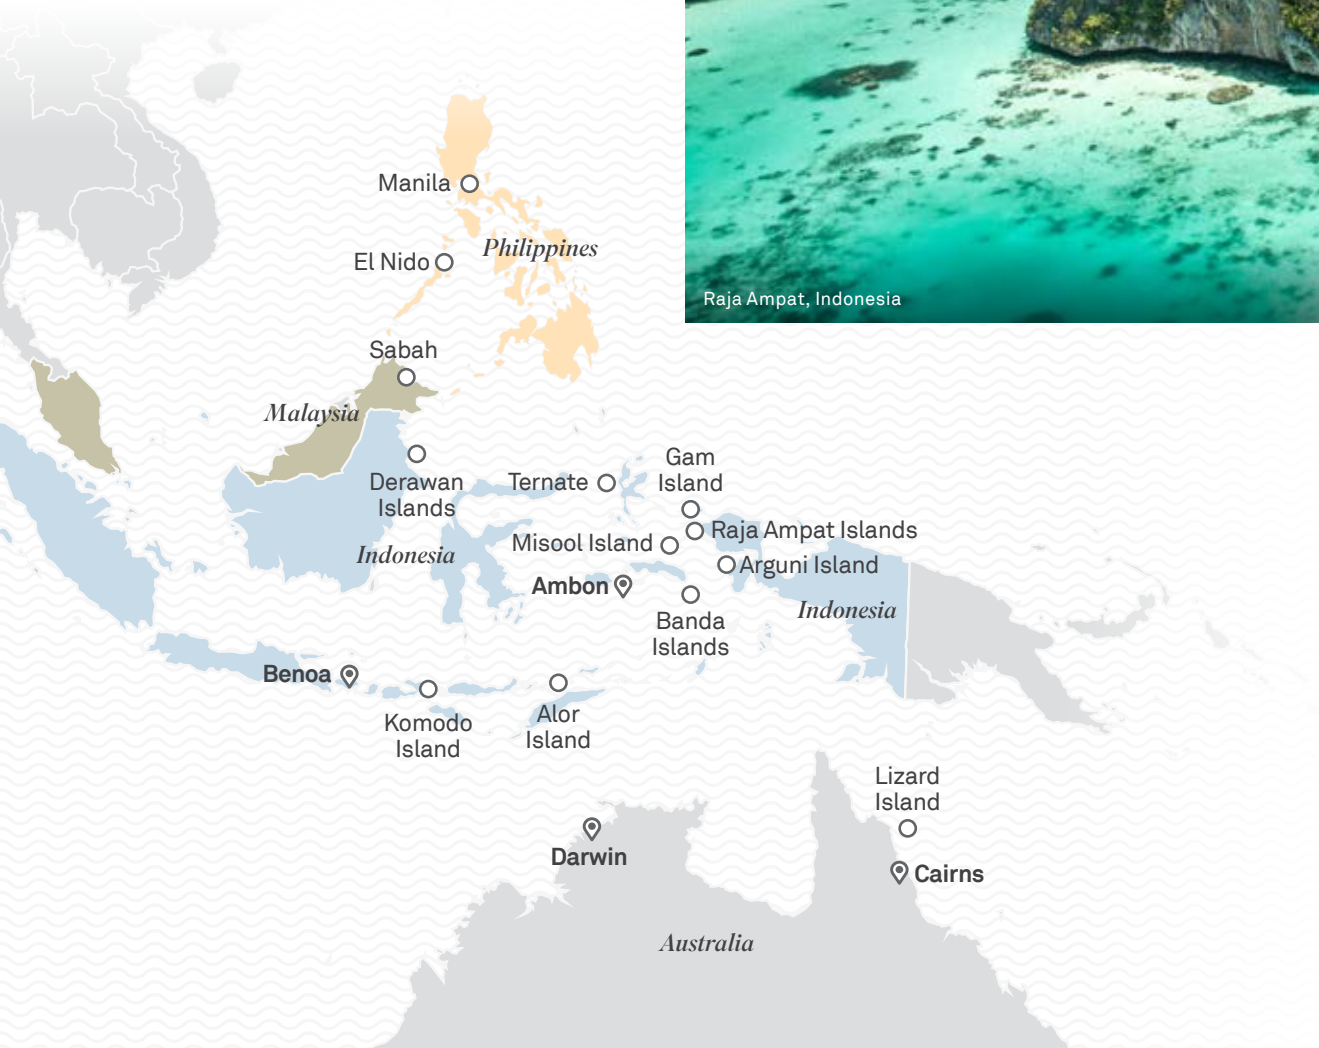 Raja Ampat, Indonesia
Manila
Philippines
El Nido
Sabah
Malaysia
Derawan
Islands
Ternate
Gam
Island
Raja Ampat Islands
Misool Island
Indonesia
Arguni Island
Ambon
Indonesia
Banda
Islands
Benoa
Komodo
Island
Alor
Island
Lizard
Island
Darwin
Cairns
Australia